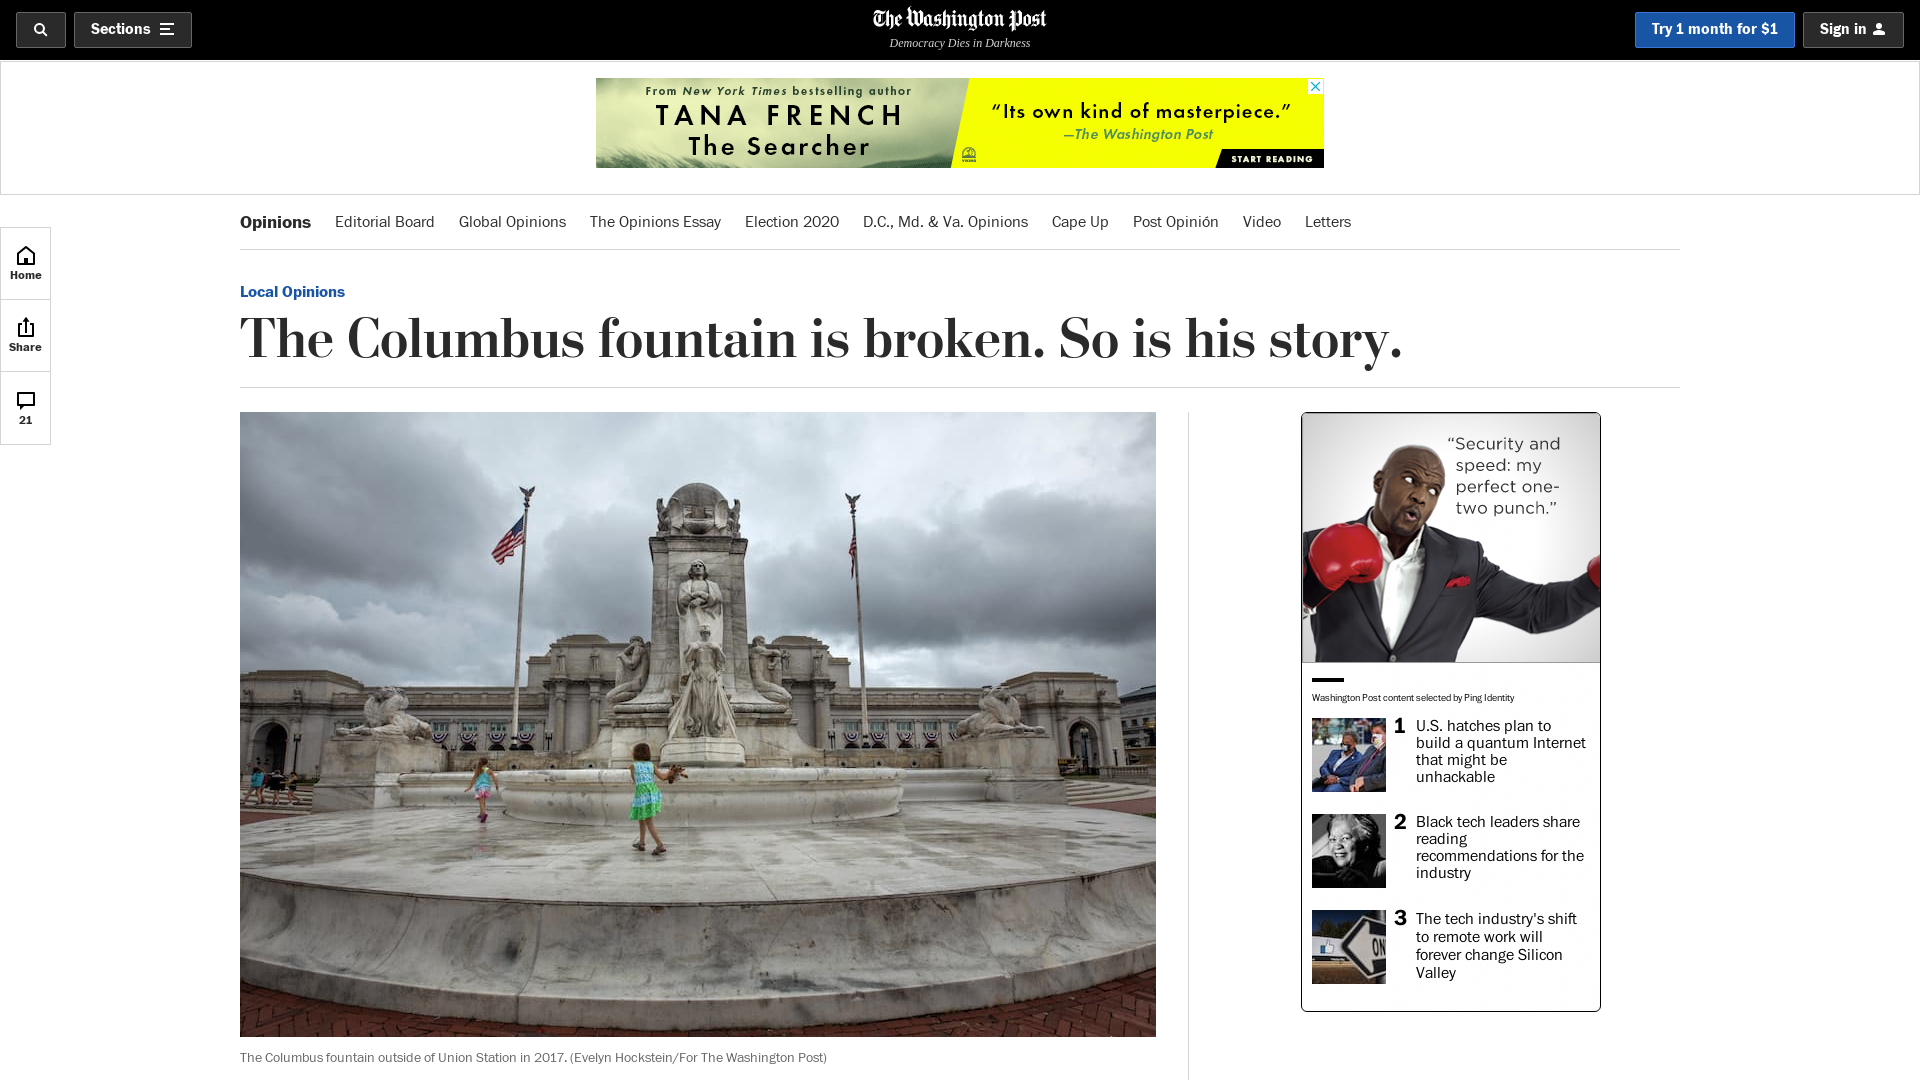 Sections
The Washington Post
Democracy Dies in Darkness
Try 1 month for $1
Sign in
From New York Times bestselling author
TANA FRENCH
The Searcher
“Its own kind of masterpiece.”
—The Washington Post
VIKING
START READING
Opinions
Editorial Board
Global Opinions
The Opinions Essay
Election 2020
D.C., Md. & Va. Opinions
Cape Up
Post Opinión
Video
Letters
Home
Share
21
Local Opinions
The Columbus fountain is broken. So is his story.
The Columbus fountain outside of Union Station in 2017. (Evelyn Hockstein/For The Washington Post)
“Security and
speed: my
perfect one-
two punch.”
Washington Post content selected by Ping Identity
1
U.S. hatches plan to
build a quantum Internet
that might be
unhackable
2
Black tech leaders share
reading
recommendations for the
industry
ON
3
The tech industry's shift
to remote work will
forever change Silicon
Valley